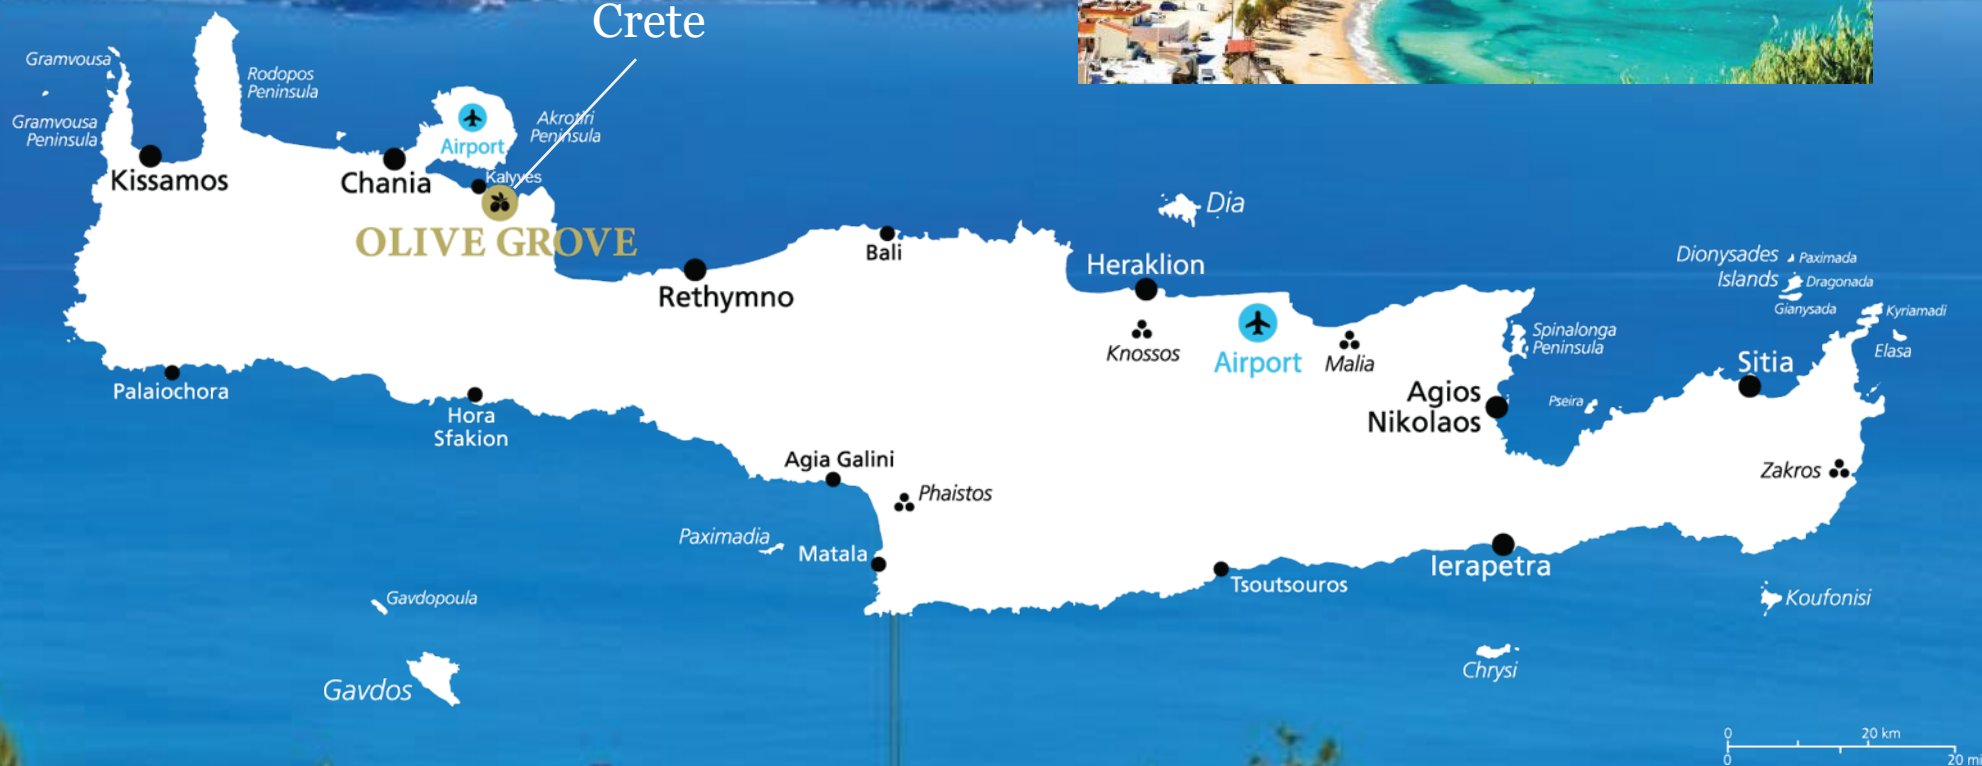 Crete
Gramvousa
Rodopos
Peninsula
Gramvousa
Peninsula
Akrotiri
Peninsula
Airport
Kissamos
Chania
Kalyves
OLIVE GROVE
Dia
Bali
Rethymno
Heraklion
Knossos
Airport
Malia
Dionysades
Islands
Paximada
Dragonada
Gianysada
Kyriamadi
Elasa
Spinalonga
Peninsula
Sitia
Pseira
Agios
Nikolaos
Palaiochora
Hora
Sfakion
Agia Galini
Phaistos
Zakros
Paximadia
Matala
Tsoutsouros
Ierapetra
Gavdopoula
Gavdos
Koufonisi
Chrysi
0 20 km
0 20 mi